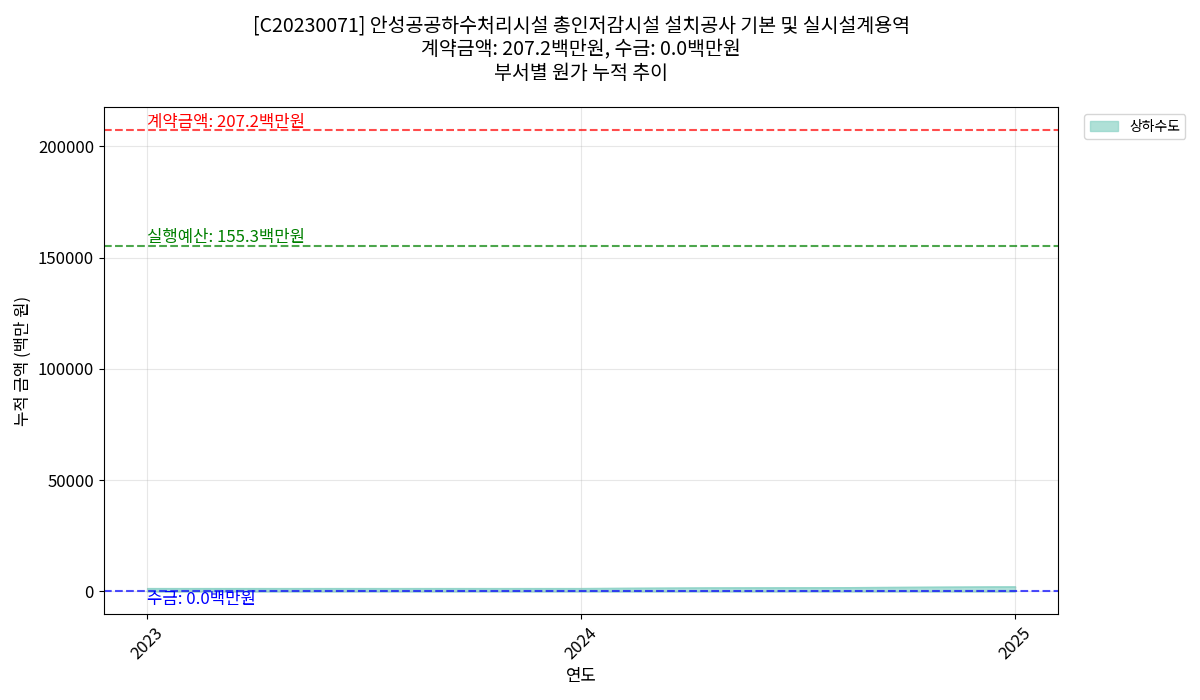 [C20230071] 안성공공하수처리시설 총인저감시설 설치공사 기본 및 실시설계용역
계약금액: 207.2백만원, 수금: 0.0백만원
부서별 원가 누적 추이
계약금액: 207.2백만원
상하수도
200000
실행예산: 155.3백만원
150000
누적 금액 (백만 원)
100000
50000
0
수금: 0.0백만원
2023
2024
2025
연도